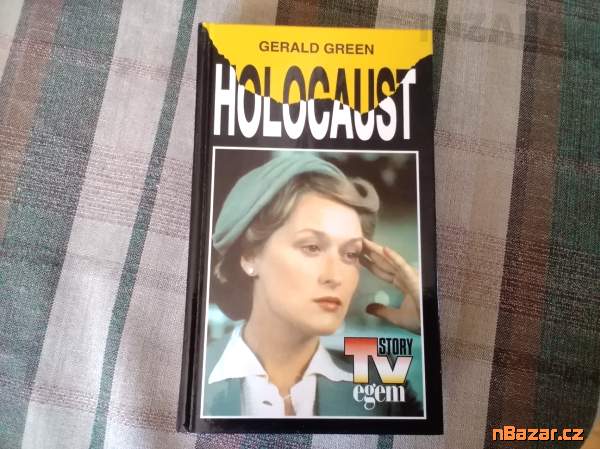 GERALD GREEN
HOLOCAUST
STORY
TV
egem
nBazar.cz